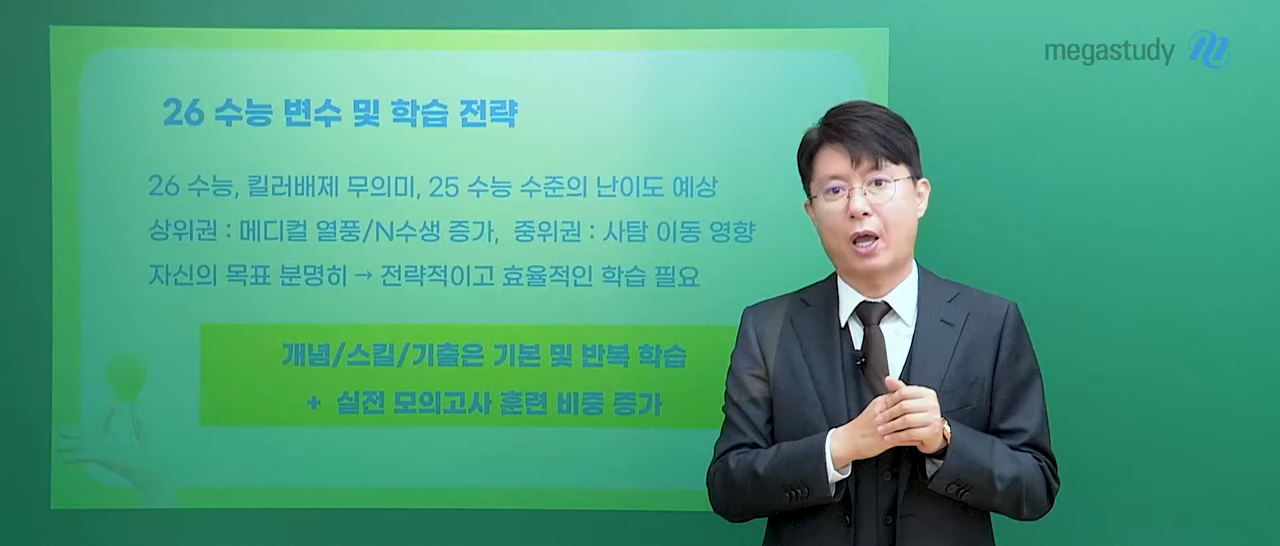 megastudy
26 수능 변수 및 학습 전략
26 수능, 킬러배제 무의미, 25 수능 수준의 난이도 예상
상위권 : 메디컬 열풍/N수생 증가, 중위권 : 사탐 이동 영향
자신의 목표 분명히 → 전략적이고 효율적인 학습 필요
개념/스킬/기출은 기본 및 반복 학습
+ 실전 모의고사 훈련 비중 증가